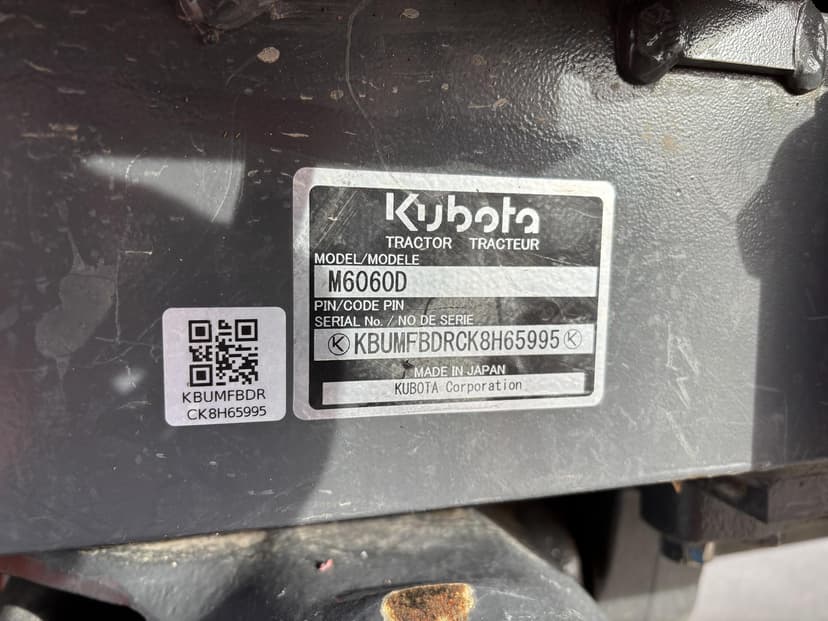 Kubota
TRACTOR TRACTEUR
MODEL/MODELE
M6060D
PIN/CODE PIN
SERIAL No. / NO DE SERIE
KBUMFBDRCK8H65995
MADE IN JAPAN
KUBOTA Corporation
KBUMFBDR
CK8H65995